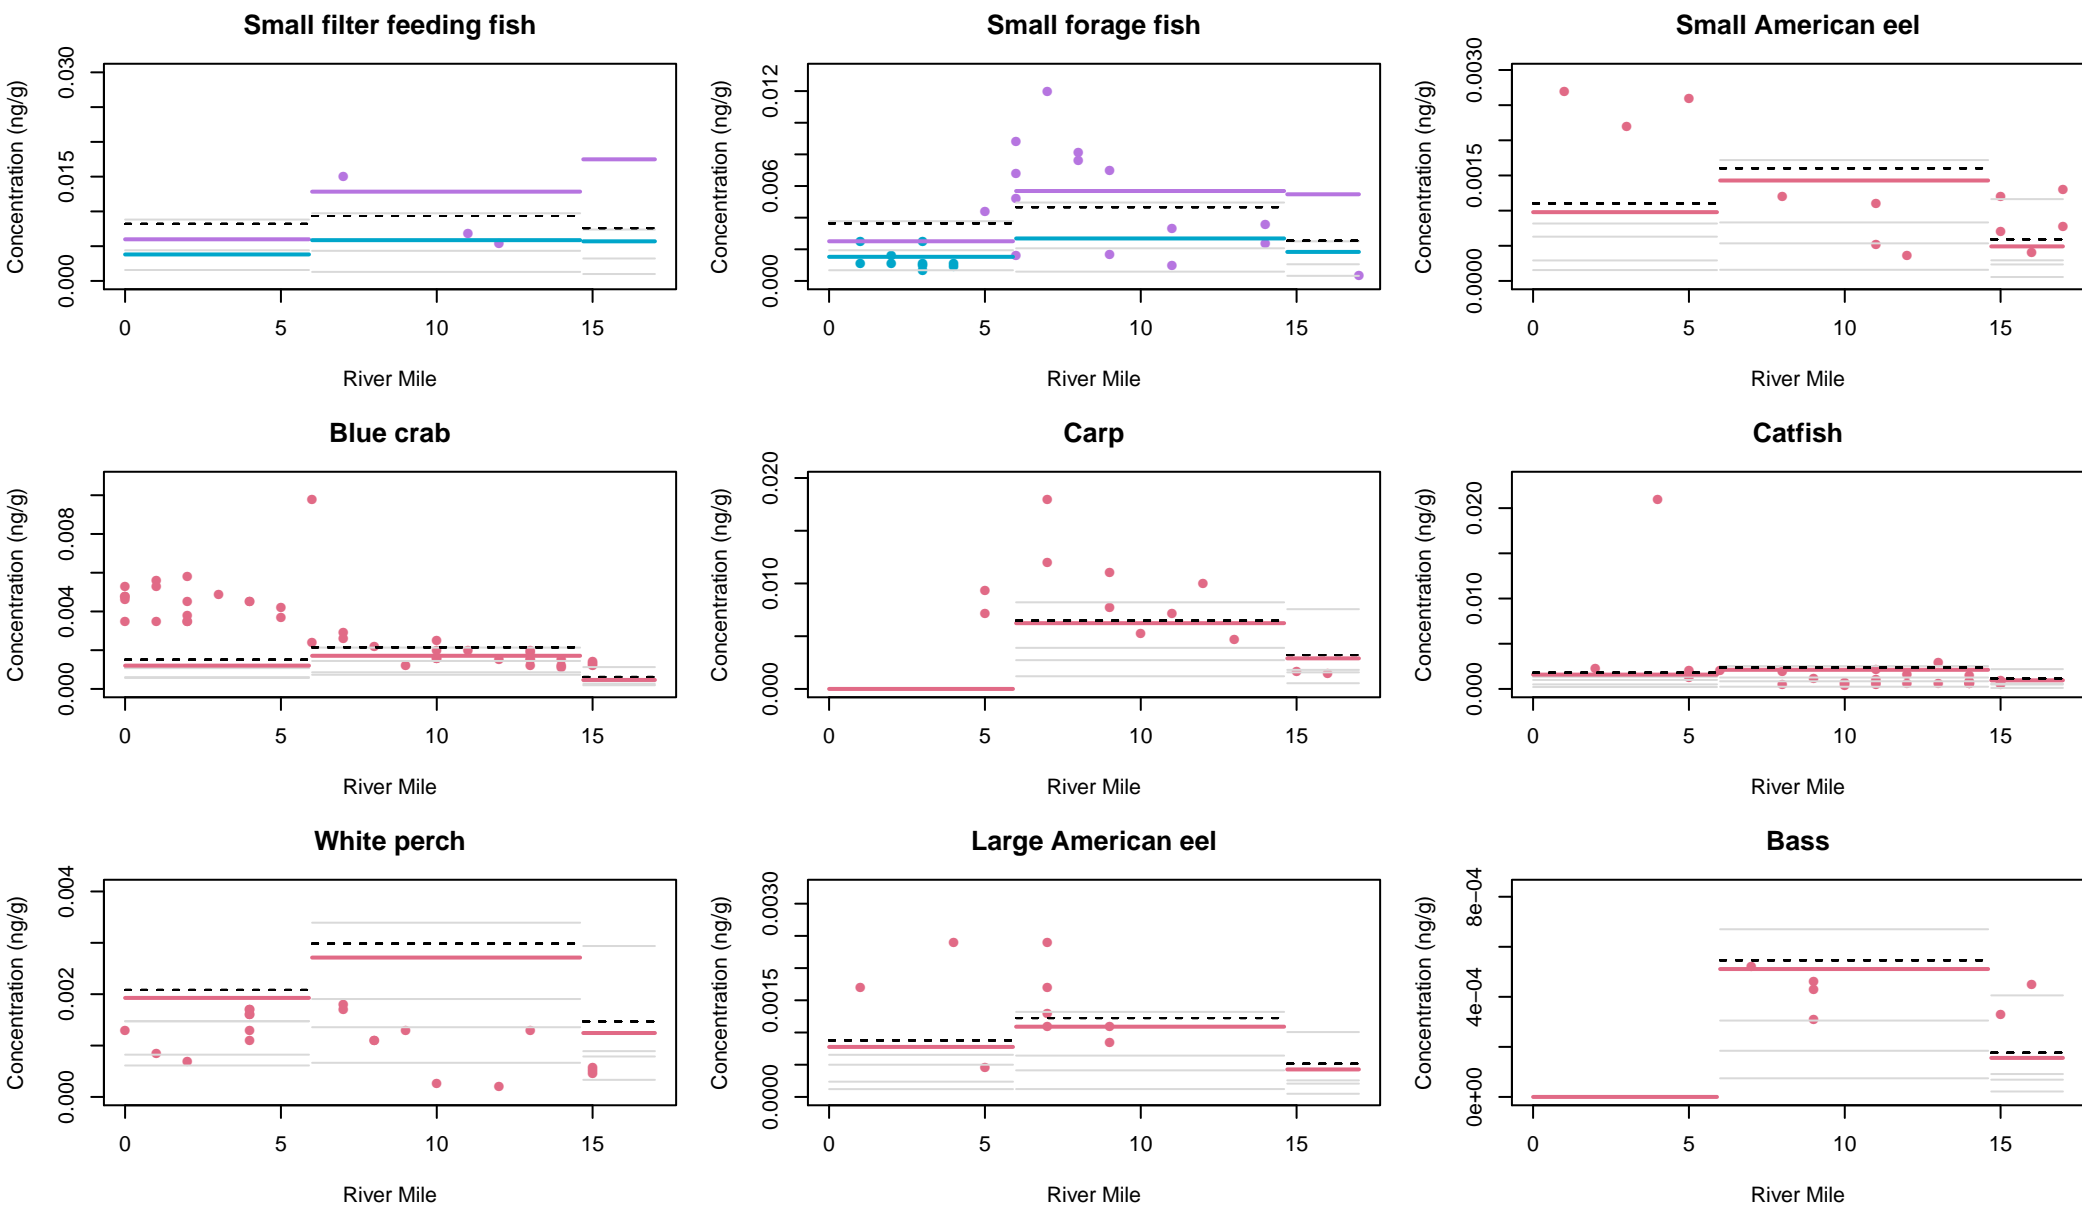 Small filter feeding fish
Concentration (ng/g)
0.000 0.015 0.030
0 5 10 15
River Mile
Small forage fish
Concentration (ng/g)
0.000 0.006 0.012
0 5 10 15
River Mile
Small American eel
Concentration (ng/g)
0.0000 0.0015 0.0030
0 5 10 15
River Mile
Blue crab
Concentration (ng/g)
0.000 0.004 0.008
0 5 10 15
River Mile
Carp
Concentration (ng/g)
0.000 0.010 0.020
0 5 10 15
River Mile
Catfish
Concentration (ng/g)
0.000 0.010 0.020
0 5 10 15
River Mile
White perch
Concentration (ng/g)
0.000 0.002 0.004
0 5 10 15
River Mile
Large American eel
Concentration (ng/g)
0.0000 0.0015 0.0030
0 5 10 15
River Mile
Bass
Concentration (ng/g)
0e+00 4e−04 8e−04
0 5 10 15
River Mile